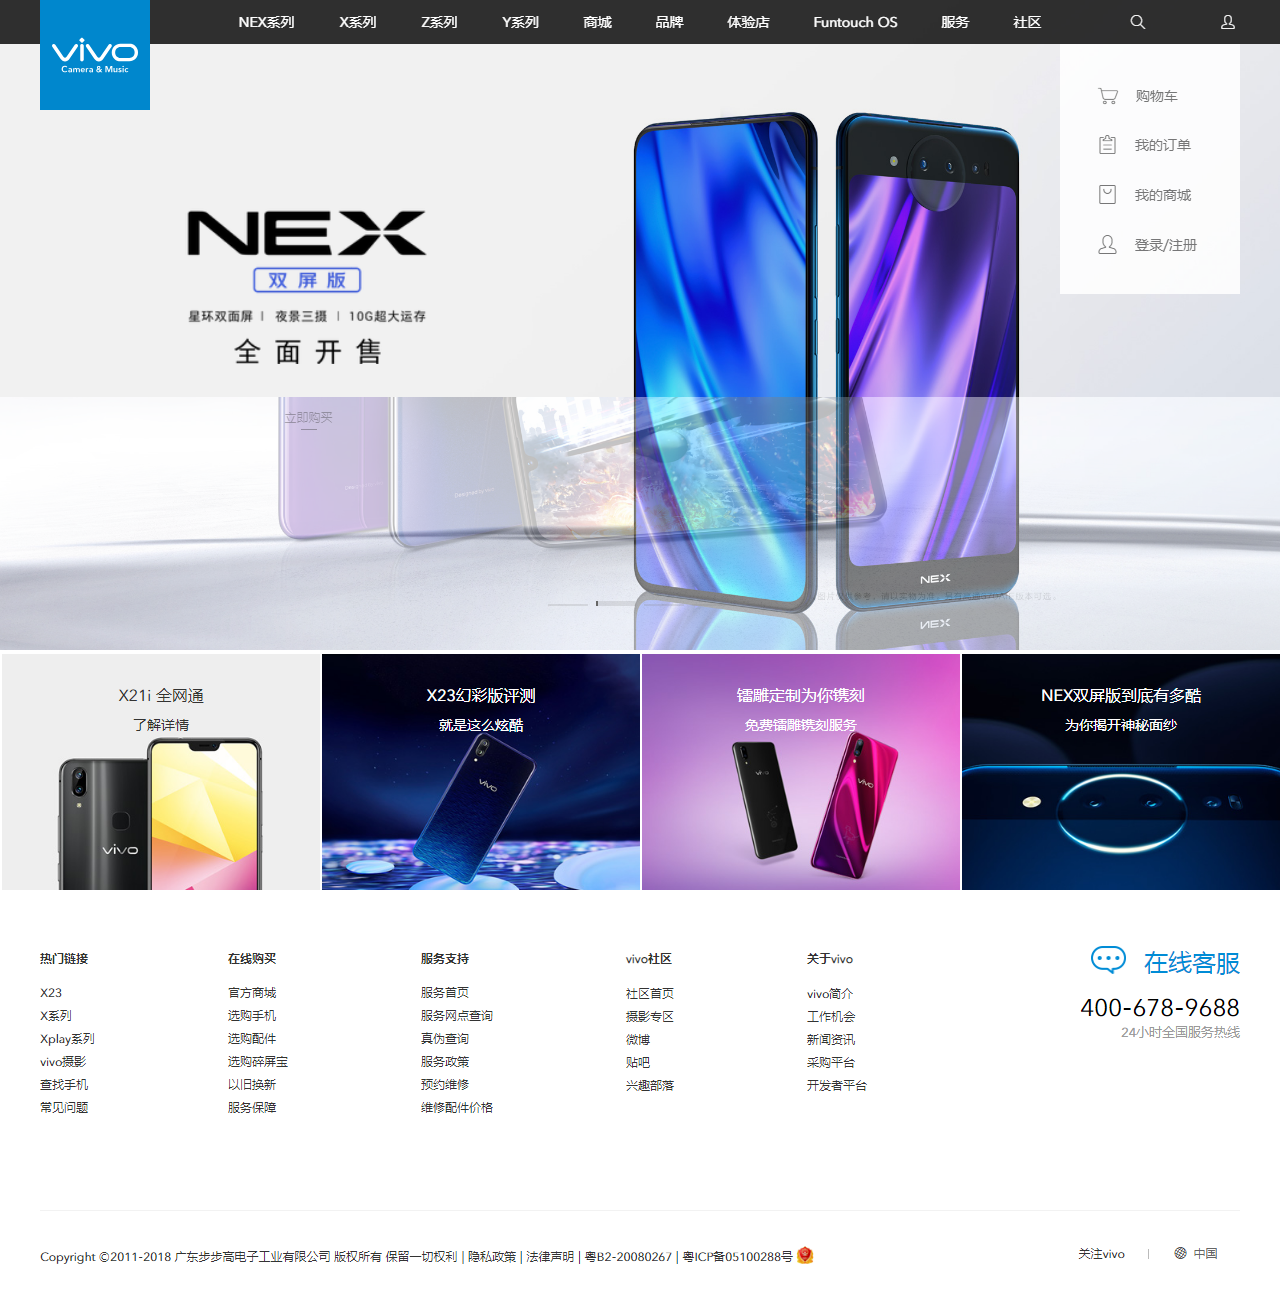 NEX系列 X系列 Z系列 Y系列 商城 品牌 体验店 Funtouch OS 服务 社区
vivo
Camera & Music
购物车
我的订单
我的商城
登录/注册
NEX
双屏版
星环双面屏 | 夜景三摄 | 10G超大运存
全面开售
立即购买
NEX
X21i 全网通
了解详情
vivo
X23幻彩版评测
就是这么炫酷
vivo
镭雕定制为你镌刻
免费镭雕镌刻服务
vivo
vivo
NEX双屏版到底有多酷
为你揭开神秘面纱
热门链接
X23
X系列
Xplay系列
vivo摄影
查找手机
常见问题
在线购买
官方商城
选购手机
选购配件
选购碎屏宝
以旧换新
服务保障
服务支持
服务首页
服务网点查询
真伪查询
服务政策
预约维修
维修配件价格
vivo社区
社区首页
摄影专区
微博
贴吧
兴趣部落
关于vivo
vivo简介
工作机会
新闻资讯
采购平台
开发者平台
在线客服
400-678-9688
24小时全国服务热线
Copyright ©2011-2018 广东步步高电子工业有限公司 版权所有 保留一切权利 | 隐私政策 | 法律声明 | 粤B2-20080267 | 粤ICP备05100288号
关注vivo | 中国